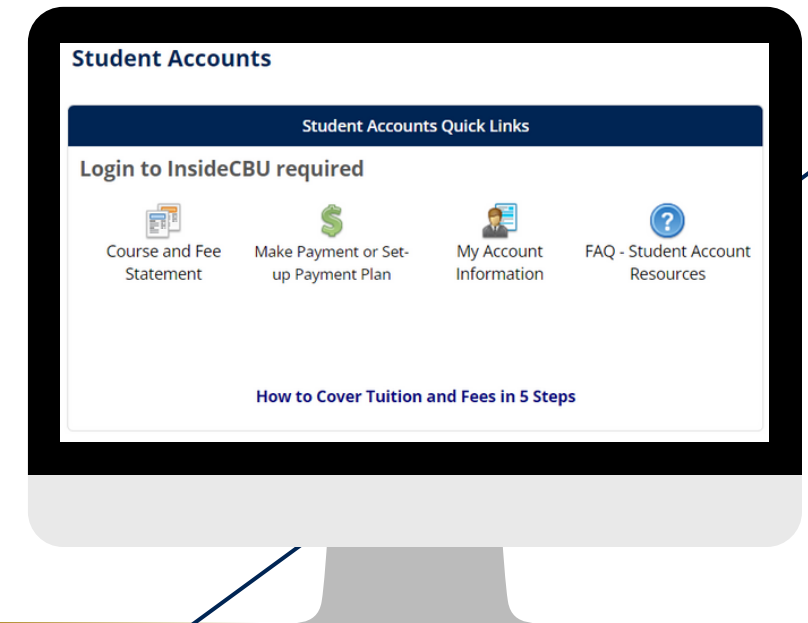 Student Accounts
Student Accounts Quick Links
Login to InsideCBU required
Course and Fee
Statement
Make Payment or Set-
up Payment Plan
My Account
Information
FAQ - Student Account
Resources
How to Cover Tuition and Fees in 5 Steps